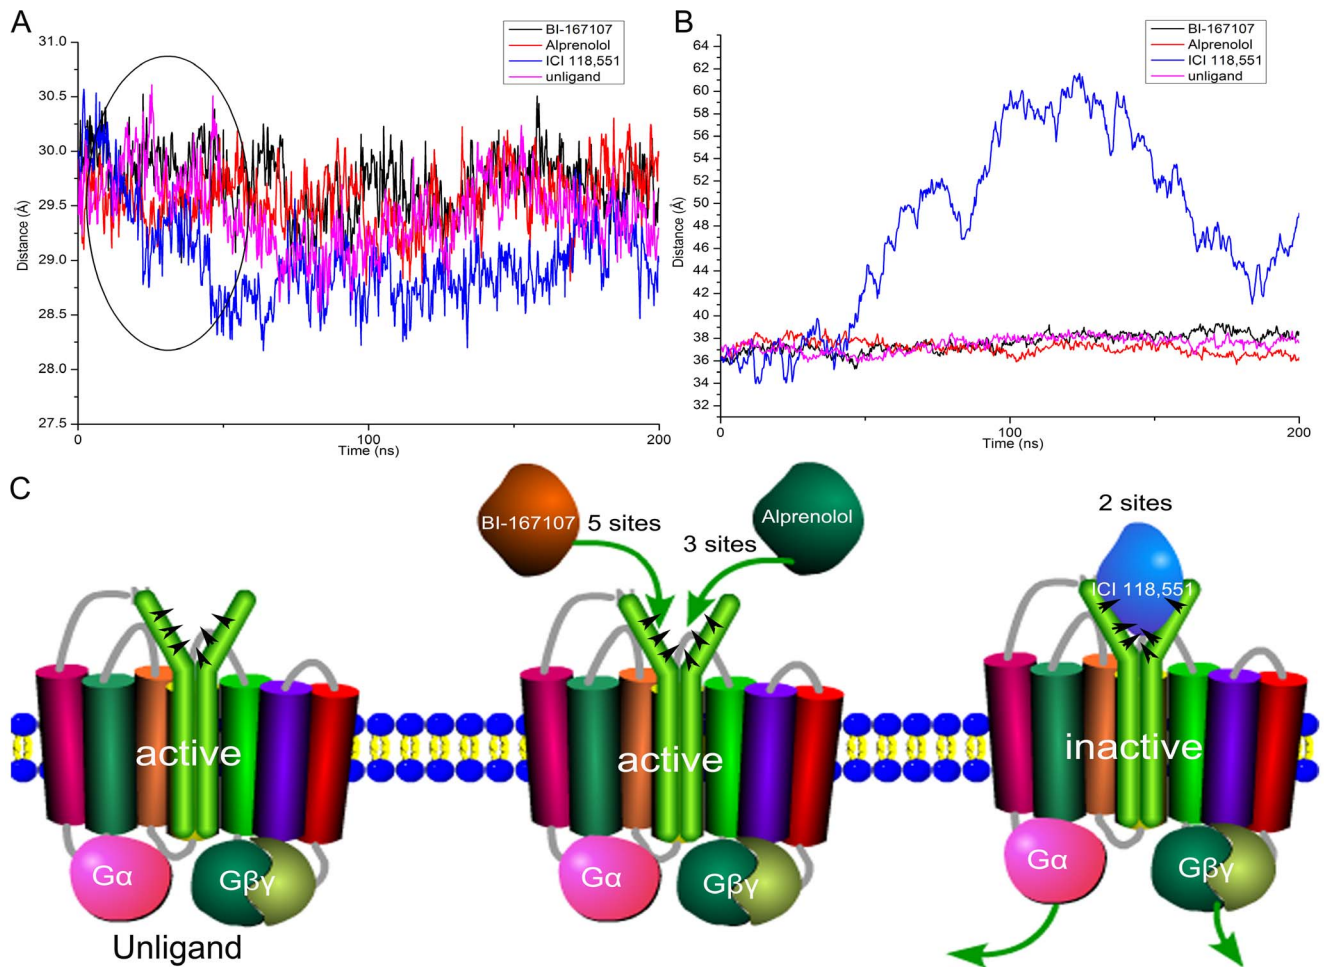 A
BI-167107
Alprenolol
ICI 118,551
unligand
31.0
30.5
30.0
29.5
29.0
28.5
28.0
27.5
Distance (Å)
0
100
200
Time (ns)
B
BI-167107
Alprenolol
ICI 118,551
unligand
64
62
60
58
56
54
52
50
48
46
44
42
40
38
36
34
32
Distance (Å)
0
100
200
Time (ns)
C
BI-167107
5 sites
Alprenolol
3 sites
2 sites
ICI 118,551
active
active
inactive
Gα
Gβγ
Gα
Gβγ
Gα
Gβγ
Unligand